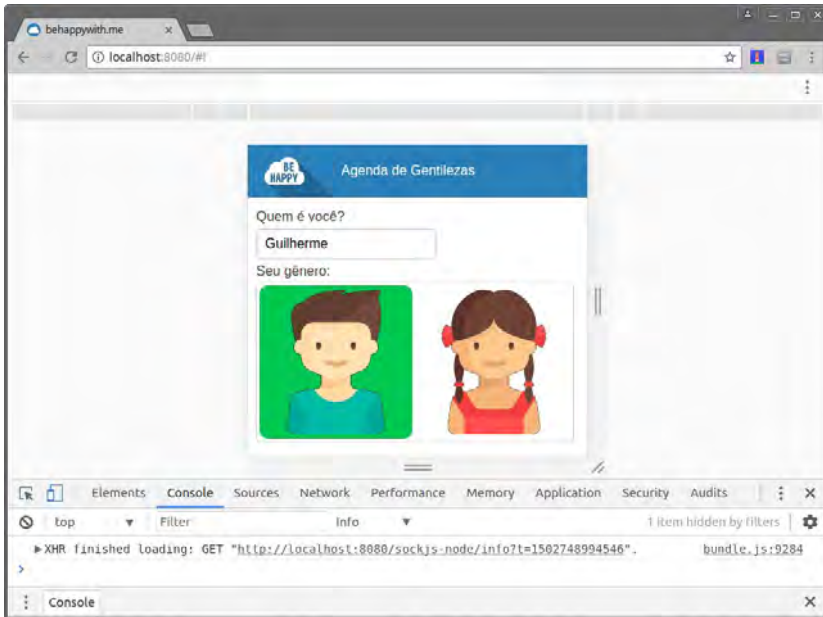 behappywith.me
localhost:8080/#!
BE
HAPPY
Agenda de Gentilezas
Quem é você?
Guilherme
Seu gênero:
Elements Console Sources Network Performance Memory Application Security Audits
top Filter Info 1 item hidden by filters
XHR finished loading: GET "http://localhost:8080/sockjs-node/info?t=1502748994546". bundle.js:9284
Console